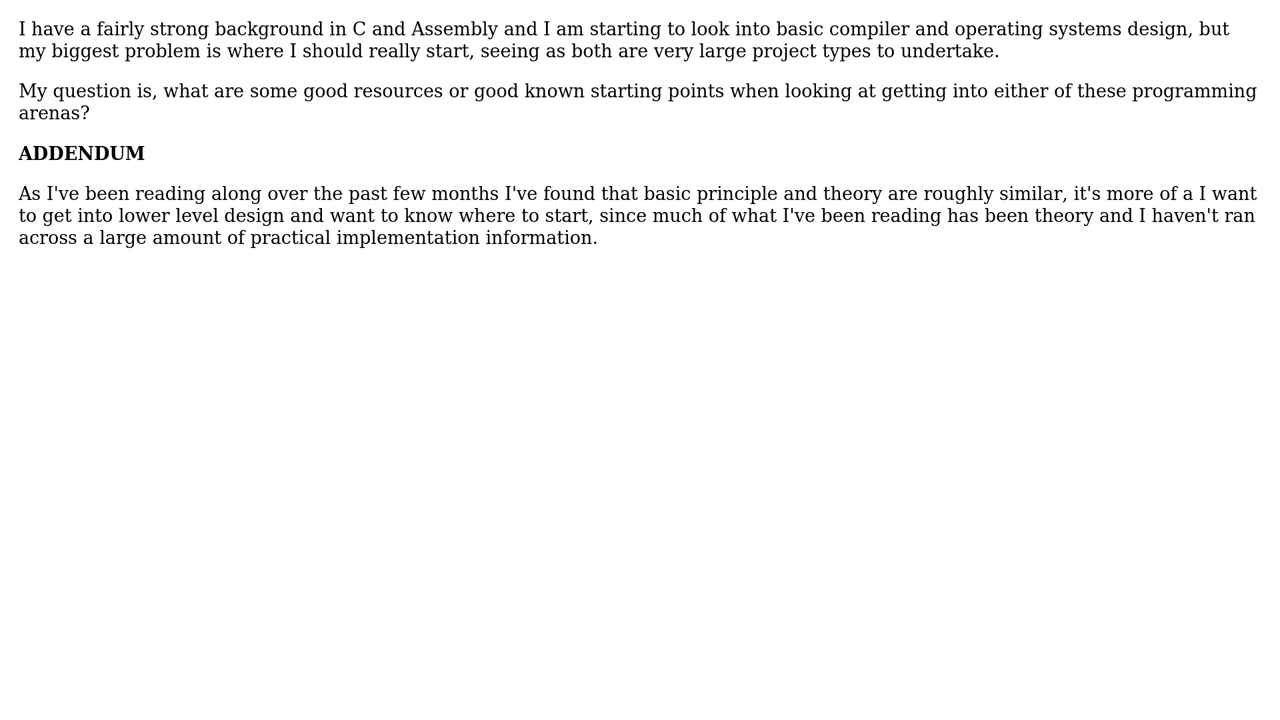 I have a fairly strong background in C and Assembly and I am starting to look into basic compiler and operating systems design, but
my biggest problem is where I should really start, seeing as both are very large project types to undertake.
My question is, what are some good resources or good known starting points when looking at getting into either of these programming
arenas?
ADDENDUM
As I've been reading along over the past few months I've found that basic principle and theory are roughly similar, it's more of a I want
to get into lower level design and want to know where to start, since much of what I've been reading has been theory and I haven't ran
across a large amount of practical implementation information.